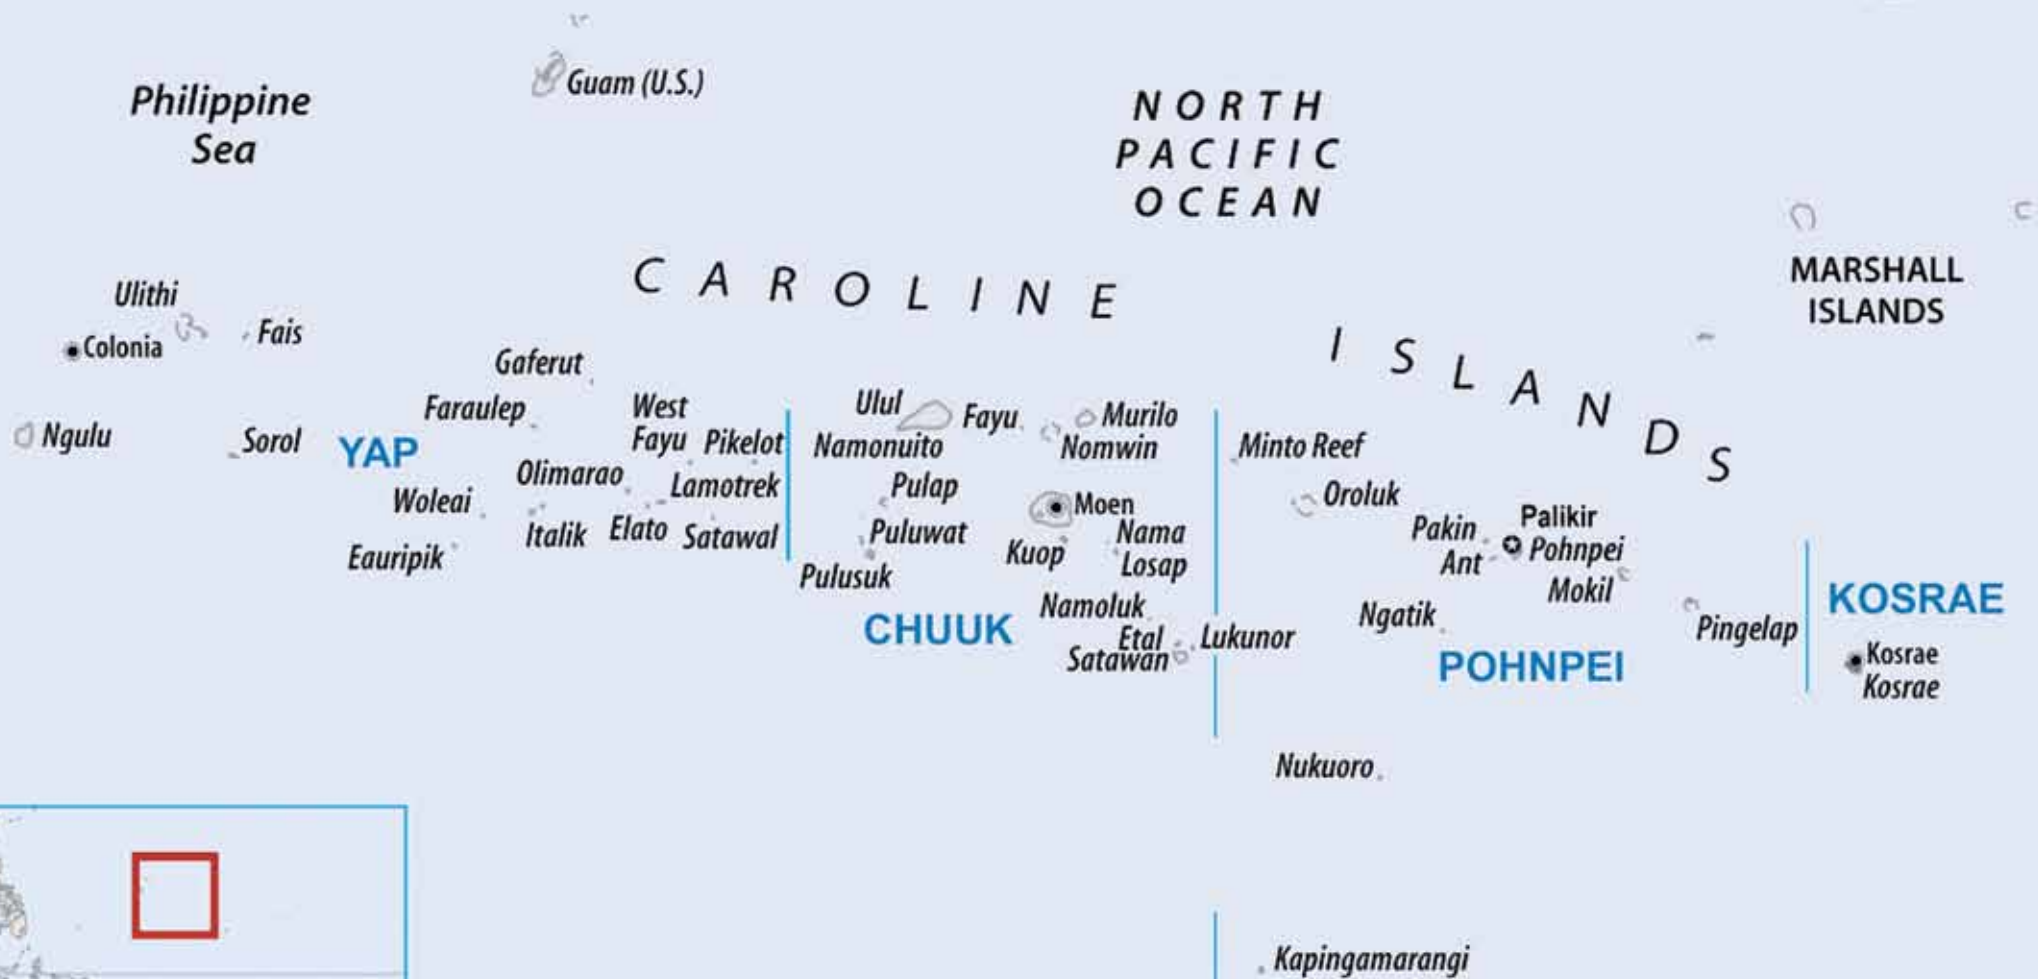 Guam (U.S.)
Philippine
Sea
NORTH
PACIFIC
OCEAN
CAROLINE
ISLANDS
MARSHALL
ISLANDS
Ulithi
Colonia
Fais
Ngulu
Sorol
YAP
Gaferut
Faraulep
West
Fayu
Pikelot
Olimarao
Lamotrek
Woleai
Italik
Elato
Satawal
Eauripik
Ulul
Fayu
Murilo
Namonuito
Nomwin
Pulap
Moen
Puluwat
Nama
Kuop
Losap
Pulusuk
Namoluk
CHUUK
Etal
Lukunor
Satawan
Minto Reef
Oroluk
Pakin
Palikir
Pohnpei
Ant
Mokil
Ngatik
Pingelap
POHNPEI
KOSRAE
Kosrae
Kosrae
Nukuoro
Kapingamarangi